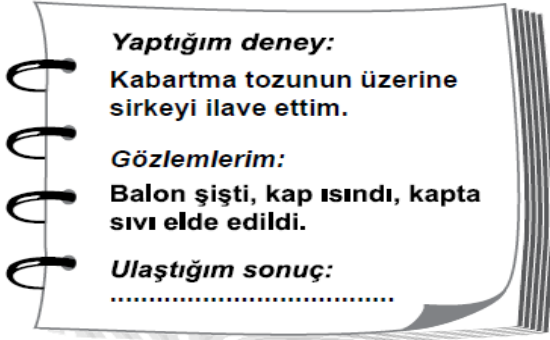 Yaptığım deney:
Kabartma tozunun üzerine
sirkeyi ilave ettim.
Gözlemlerim:
Balon şişti, kap ısındı, kapta
sıvı elde edildi.
Ulaştığım sonuç:
.....................................